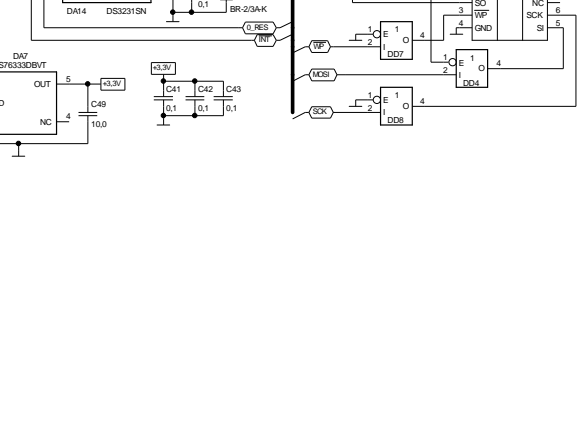 SO
NC
0,1
BR-2/3A-K
DA14
DS3231SN
3
WP
SCK
6
4
GND
SI
5
0_RES
INT
1
E
1
WP
2
I
O
4
DD7
DA7
S76333DBVT
OUT
5
+3,3V
+3,3V
MOSI
1
E
1
2
I
O
4
DD4
C41
C42
C43
0,1
0,1
0,1
C49
10,0
NC
4
SCK
1
E
1
2
I
O
4
DD8